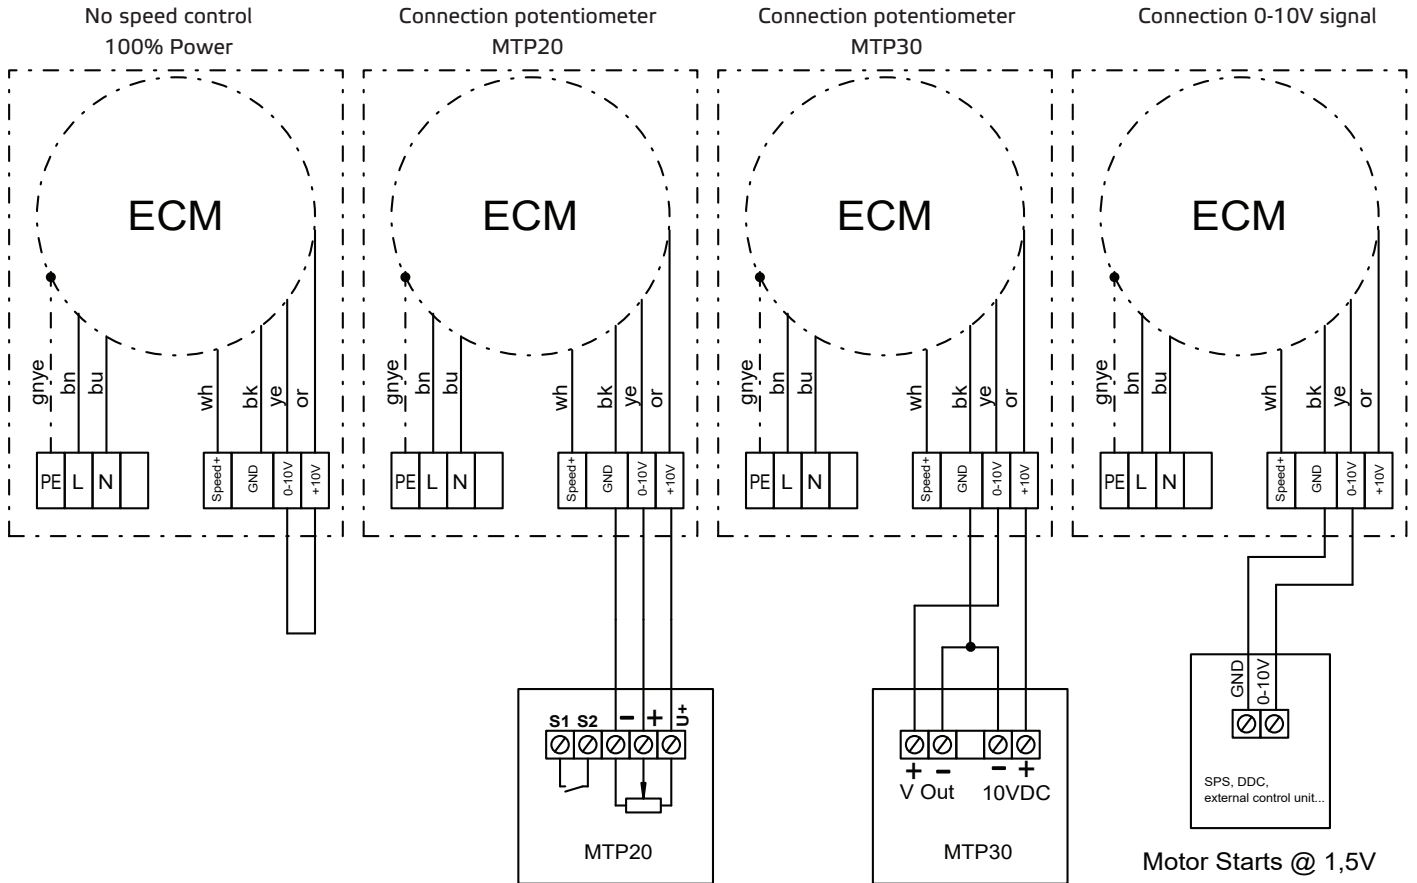 No speed control
100% Power
ECM
gnye
bn
bu
wh
bk
ye
or
PE L N
Speed+
GND
0-10V
+10V
Connection potentiometer
MTP20
ECM
gnye
bn
bu
wh
bk
ye
or
PE L N
Speed+
GND
0-10V
+10V
S1 S2 − + U+
MTP20
Connection potentiometer
MTP30
ECM
gnye
bn
bu
wh
bk
ye
or
PE L N
Speed+
GND
0-10V
+10V
+ − − +
V Out 10VDC
MTP30
Connection 0-10V signal
ECM
gnye
bn
bu
wh
bk
ye
or
PE L N
Speed+
GND
0-10V
+10V
GND
0-10V
SPS, DDC,
external control unit...
Motor Starts @ 1,5V